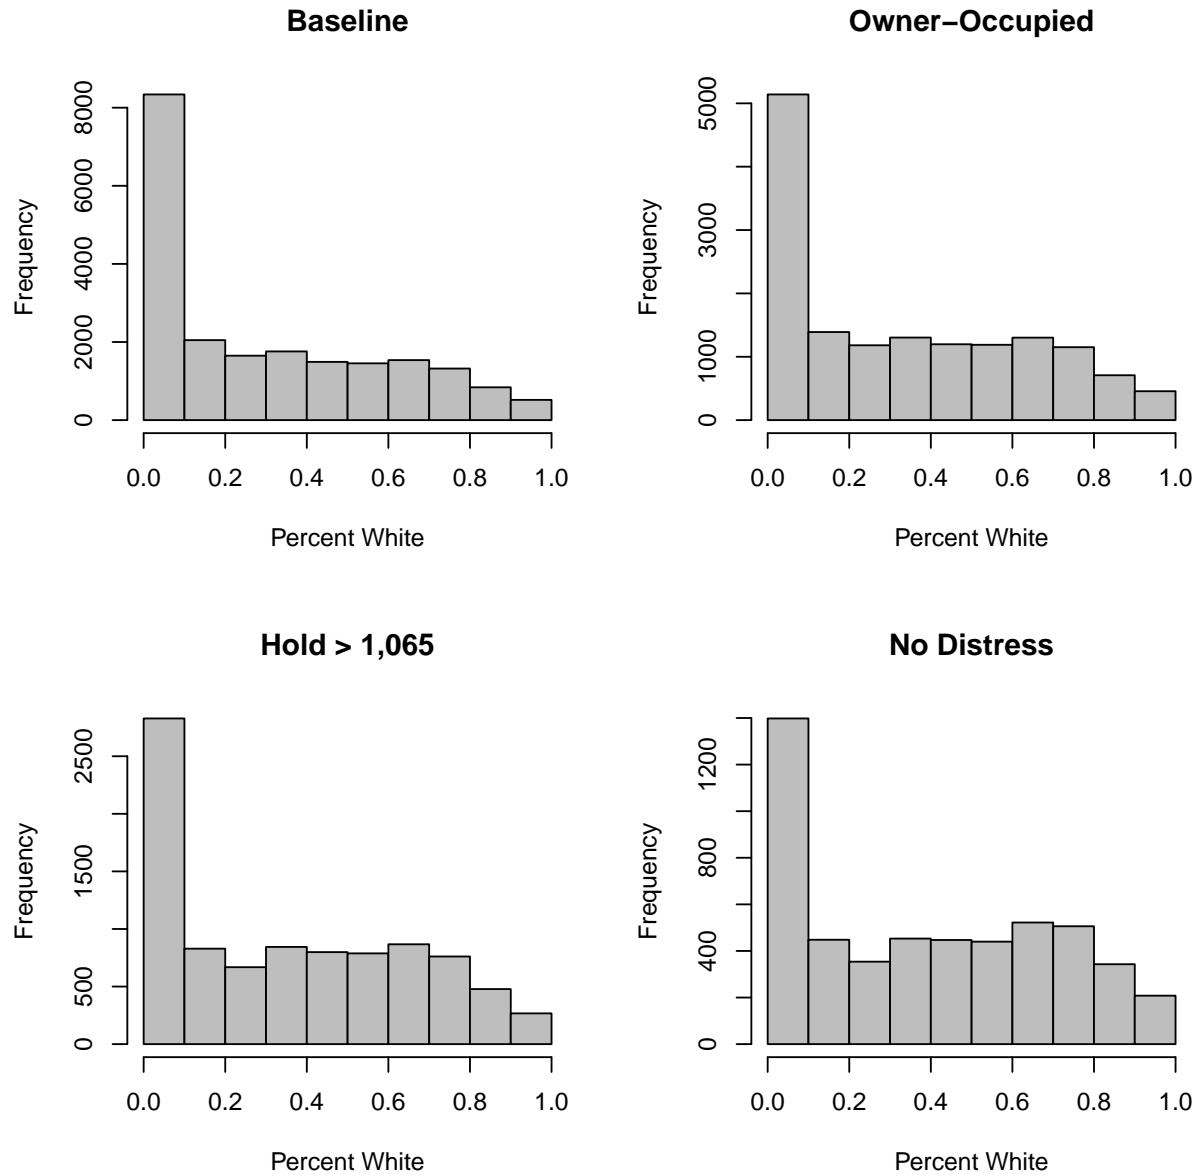 Baseline
Frequency
8000
6000
4000
2000
0
0.0 0.2 0.4 0.6 0.8 1.0
Percent White
Owner−Occupied
Frequency
5000
3000
1000
0
0.0 0.2 0.4 0.6 0.8 1.0
Percent White
Hold > 1,065
Frequency
2500
1500
500
0
0.0 0.2 0.4 0.6 0.8 1.0
Percent White
No Distress
Frequency
1200
800
400
0
0.0 0.2 0.4 0.6 0.8 1.0
Percent White